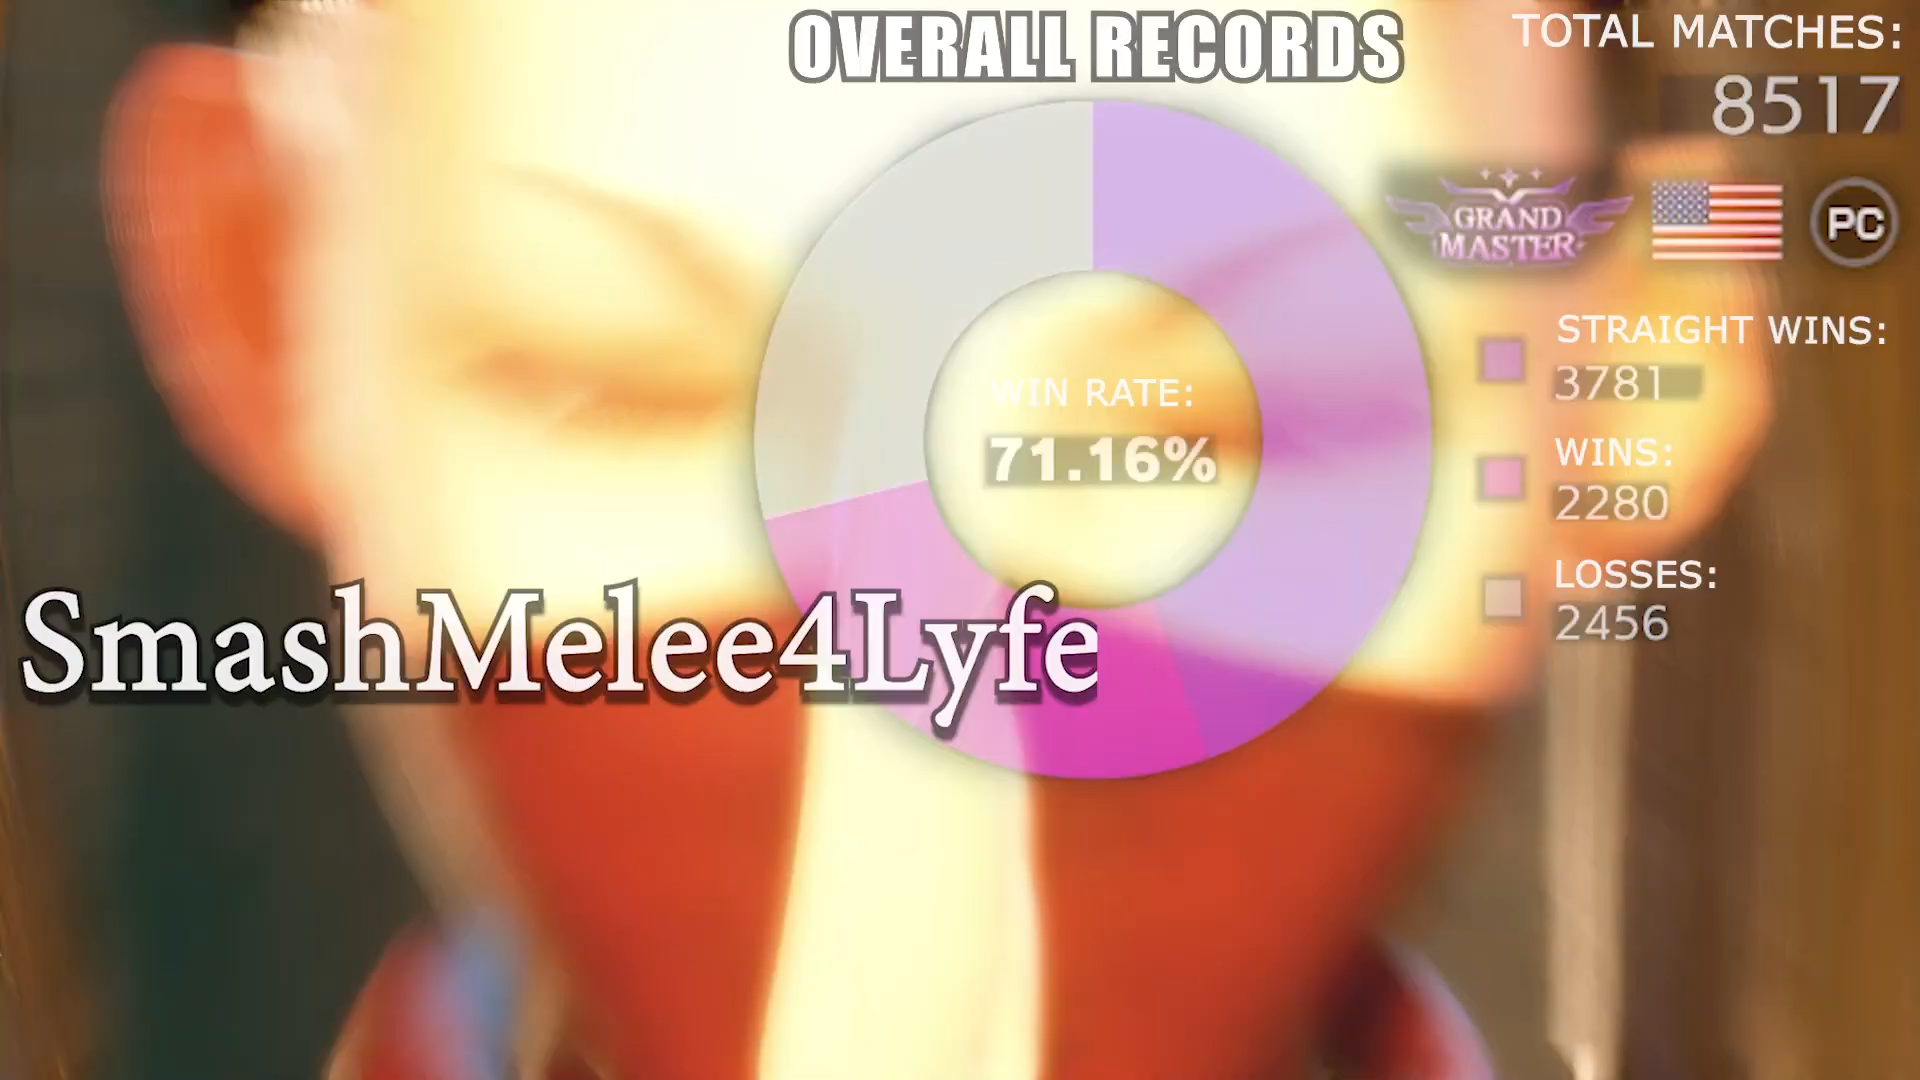 OVERALL RECORDS
TOTAL MATCHES:
8517
GRAND
MASTER
PC
STRAIGHT WINS:
3781
WIN RATE:
71.16%
WINS:
2280
LOSSES:
2456
SmashMelee4Lyfe